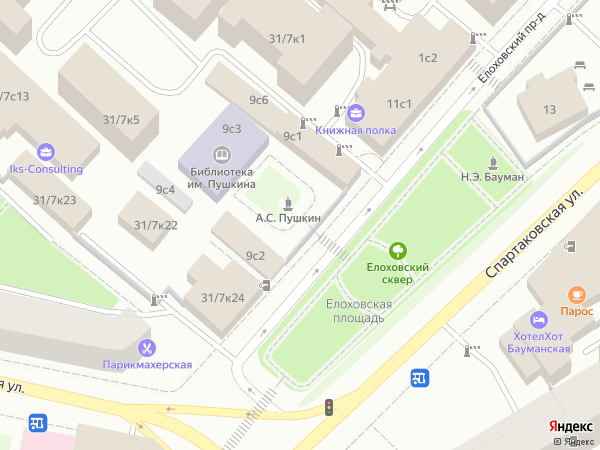 Елоховский пр-д
31/7к1
1с2
/7с13
9с6
11с1
13
31/7к5
9с3
9с1
Книжная полка
Iks-Consulting
Библиотека
им. Пушкина
Н.Э. Бауман
9с4
31/7к23
А.С. Пушкин
31/7к22
Спартаковская ул.
9с2
Елоховский
сквер
31/7к24
Елоховская
площадь
Парос
ХотелХот
Бауманская
Парикмахерская
я ул.
Яндекс
© Яндекс